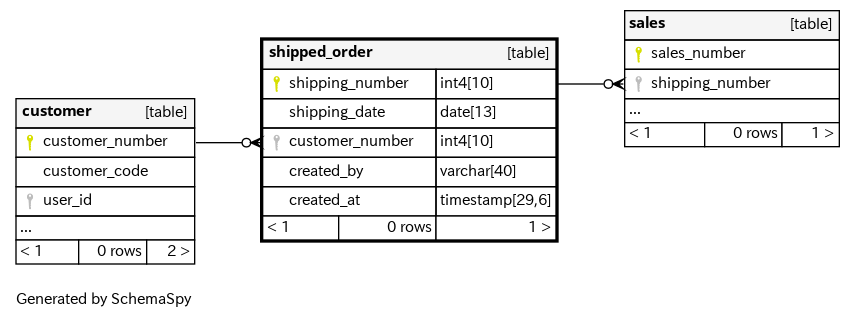 customer [table]
customer_number
customer_code
user_id
...
< 1 0 rows 2 >
shipped_order [table]
shipping_number int4[10]
shipping_date date[13]
customer_number int4[10]
created_by varchar[40]
created_at timestamp[29,6]
< 1 0 rows 1 >
sales [table]
sales_number
shipping_number
...
< 1 0 rows 1 >
Generated by SchemaSpy